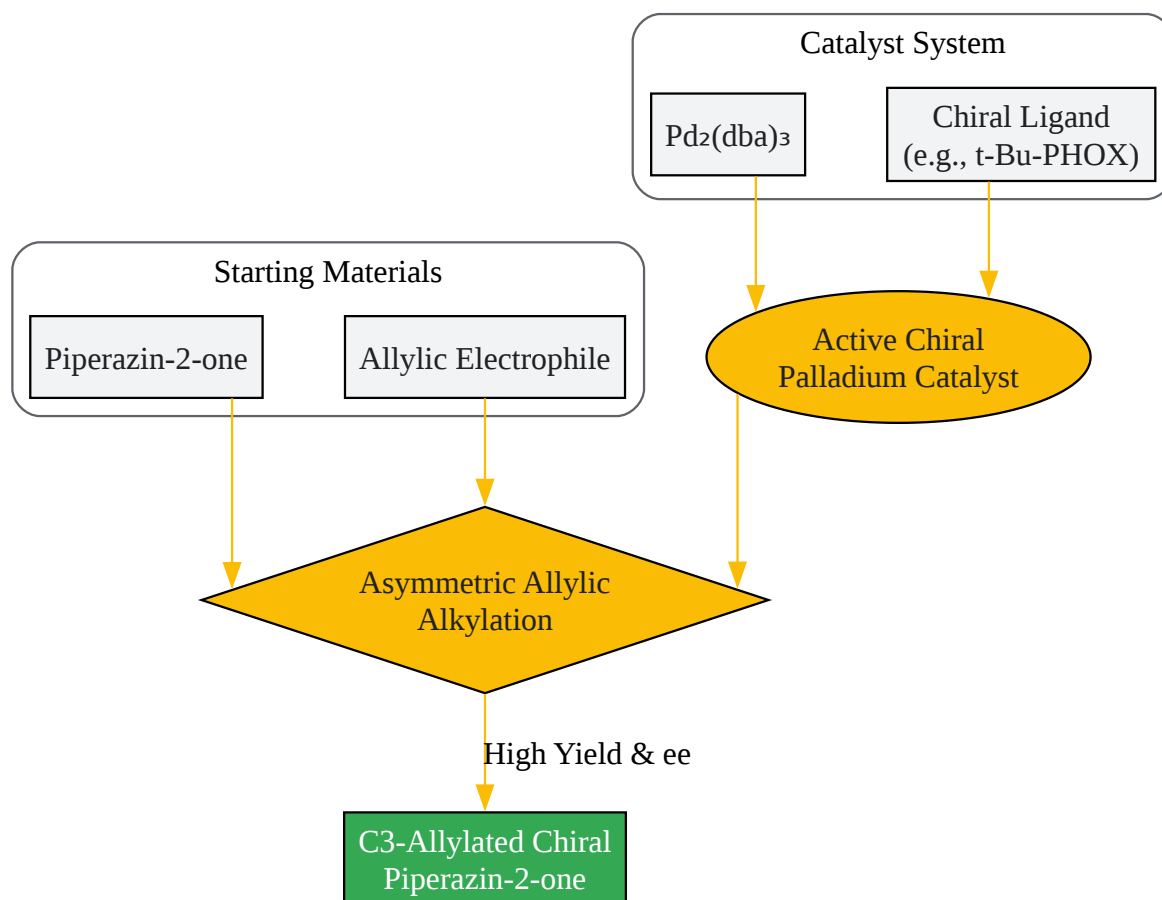 Catalyst System
Pd₂(dba)₃
Chiral Ligand
(e.g., t-Bu-PHOX)
Starting Materials
Piperazin-2-one
Allylic Electrophile
Active Chiral
Palladium Catalyst
Asymmetric Allylic
Alkylation
High Yield & ee
C3-Allylated Chiral
Piperazin-2-one